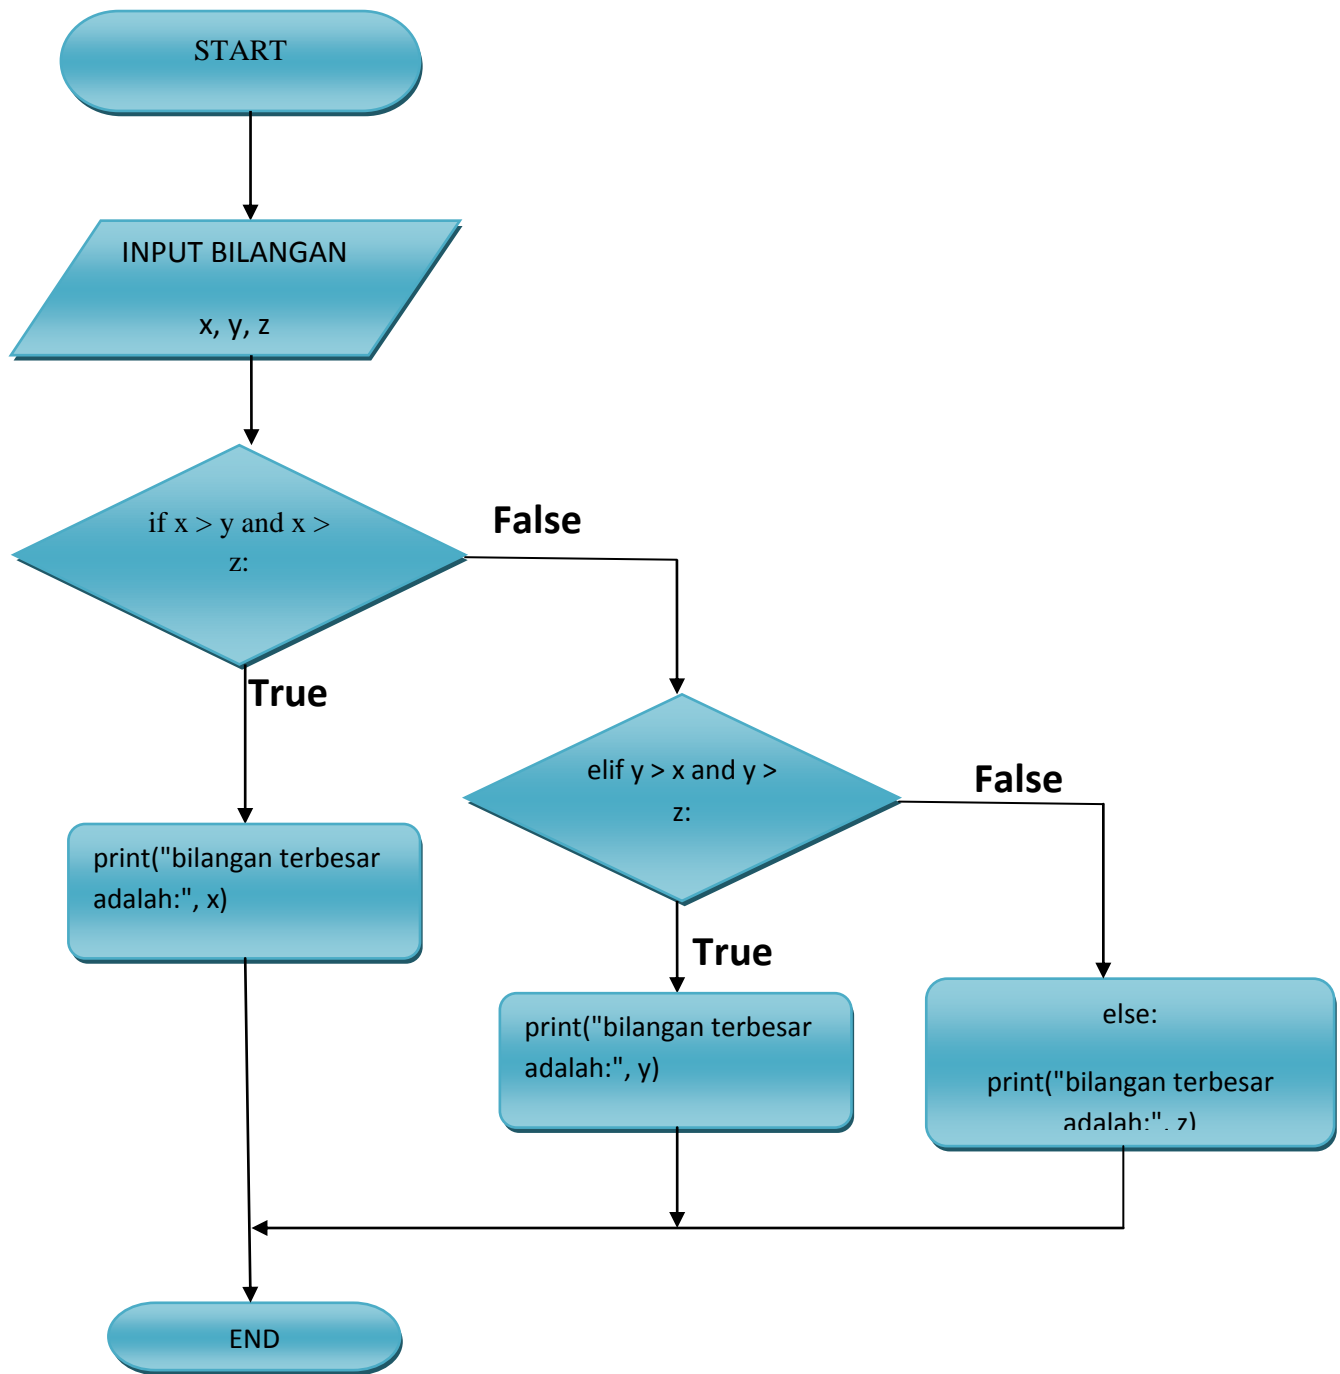 START
INPUT BILANGAN
x, y, z
if x > y and x >
z:
False
True
elif y > x and y >
z:
False
print("bilangan terbesar
adalah:", x)
True
print("bilangan terbesar
adalah:", y)
else:
print("bilangan terbesar
adalah:", z)
END